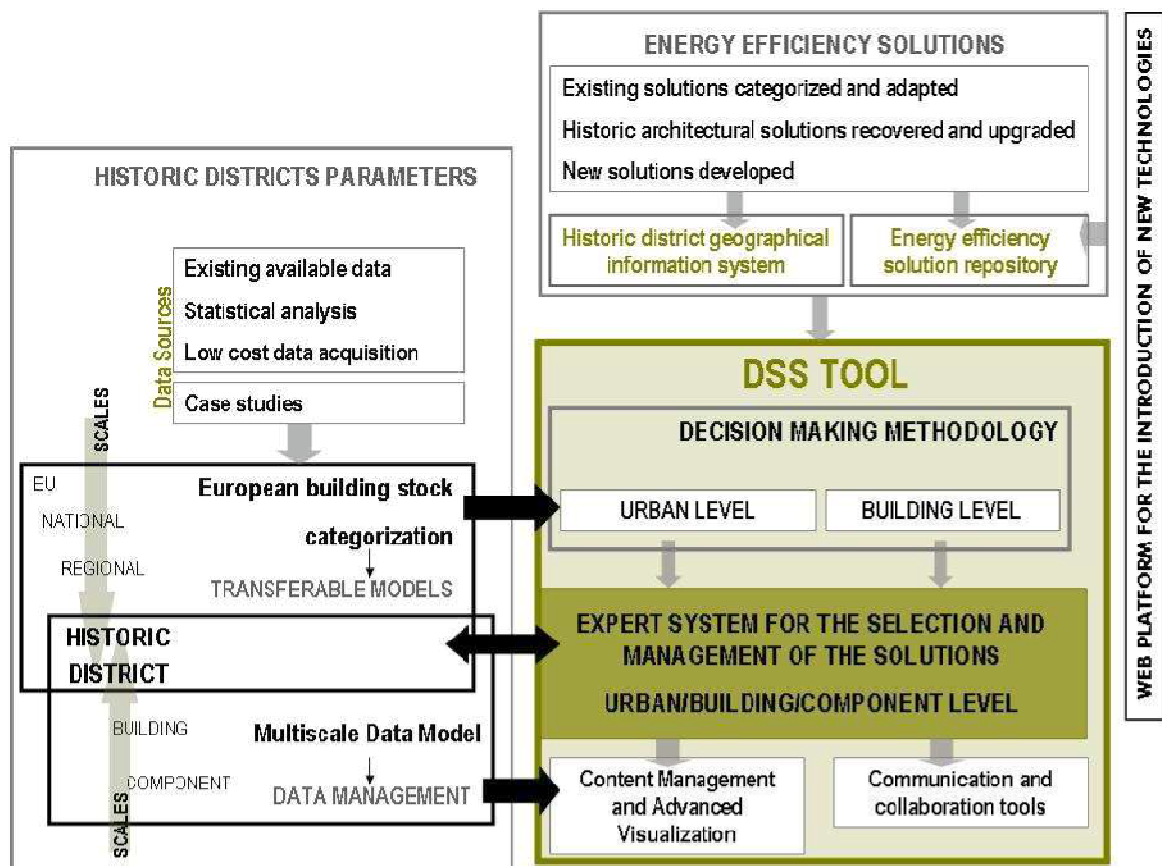 ENERGY EFFICIENCY SOLUTIONS
Existing solutions categorized and adapted
Historic architectural solutions recovered and upgraded
New solutions developed
Historic district geographical
information system
Energy efficiency
solution repository
WEB PLATFORM FOR THE INTRODUCTION OF NEW TECHNOLOGIES
HISTORIC DISTRICTS PARAMETERS
Data Sources
Existing available data
Statistical analysis
Low cost data acquisition
Case studies
SCALES
EU
NATIONAL
REGIONAL
European building stock
categorization
TRANSFERABLE MODELS
HISTORIC
DISTRICT
BUILDING
COMPONENT
SCALES
Multiscale Data Model
DATA MANAGEMENT
DSS TOOL
DECISION MAKING METHODOLOGY
URBAN LEVEL
BUILDING LEVEL
EXPERT SYSTEM FOR THE SELECTION AND
MANAGEMENT OF THE SOLUTIONS
URBAN/BUILDING/COMPONENT LEVEL
Content Management
and Advanced
Visualization
Communication and
collaboration tools